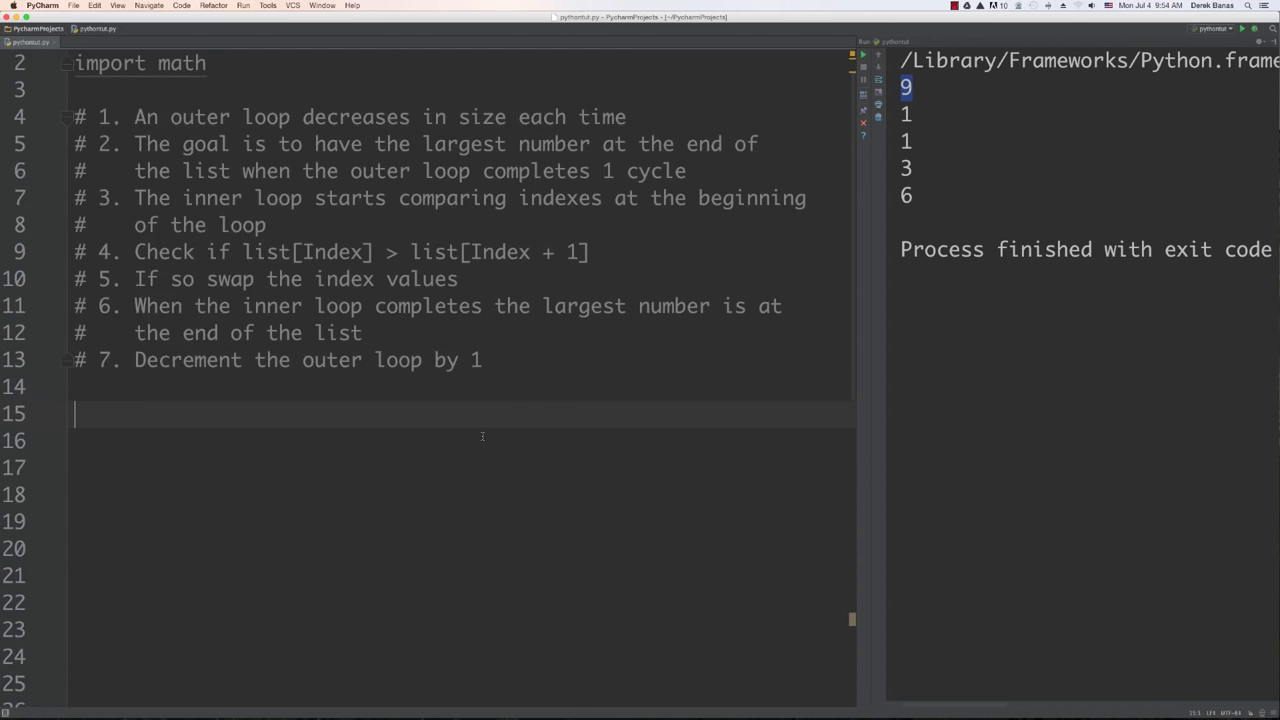 PyCharm File Edit View Navigate Code Refactor Run Tools VCS Window Help
10 Mon Jul 4 9:54 AM Derek Banas
pythontut.py - PycharmProjects - [~/PycharmProjects]
PycharmProjects pythontut.py
pythontut
pythontut.py
Run: pythontut
2 import math
3
4 # 1. An outer loop decreases in size each time
5 # 2. The goal is to have the largest number at the end of
6 # the list when the outer loop completes 1 cycle
7 # 3. The inner loop starts comparing indexes at the beginning
8 # of the loop
9 # 4. Check if list[Index] > list[Index + 1]
10 # 5. If so swap the index values
11 # 6. When the inner loop completes the largest number is at
12 # the end of the list
13 # 7. Decrement the outer loop by 1
14
15
16
17
18
19
20
21
22
23
24
25
/Library/Frameworks/Python.frame
9
1
1
3
6
Process finished with exit code
15:1 LF UTF-8